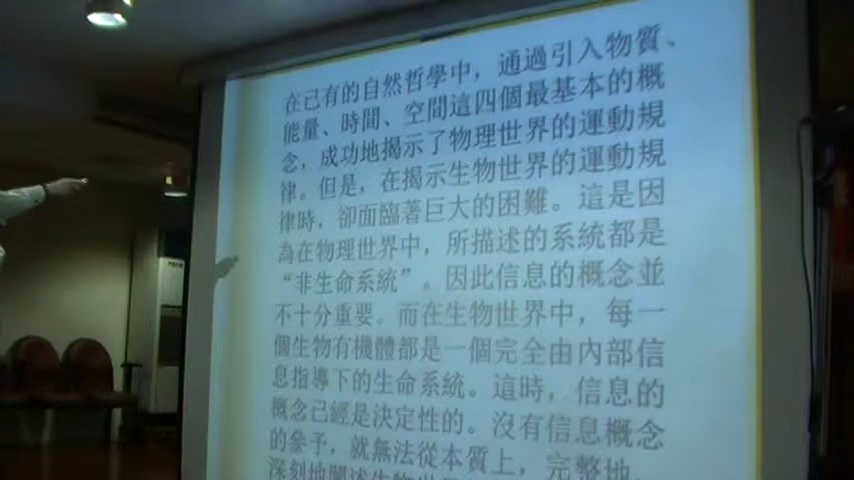 在已有的自然哲學中，通過引入物質、
能量、時間、空間這四個最基本的概
念，成功地揭示了物理世界的運動規
律。但是，在揭示生物世界的運動規
律時，卻面臨著巨大的困難。這是因
為在物理世界中，所描述的系統都是
“非生命系統”。因此信息的概念並
不十分重要。而在生物世界中，每一
個生物有機體都是一個完全由內部信
息指導下的生命系統。這時，信息的
概念已經是決定性的。沒有信息概念
的參予，就無法從本質上，完整地、
深刻地闡述生物世